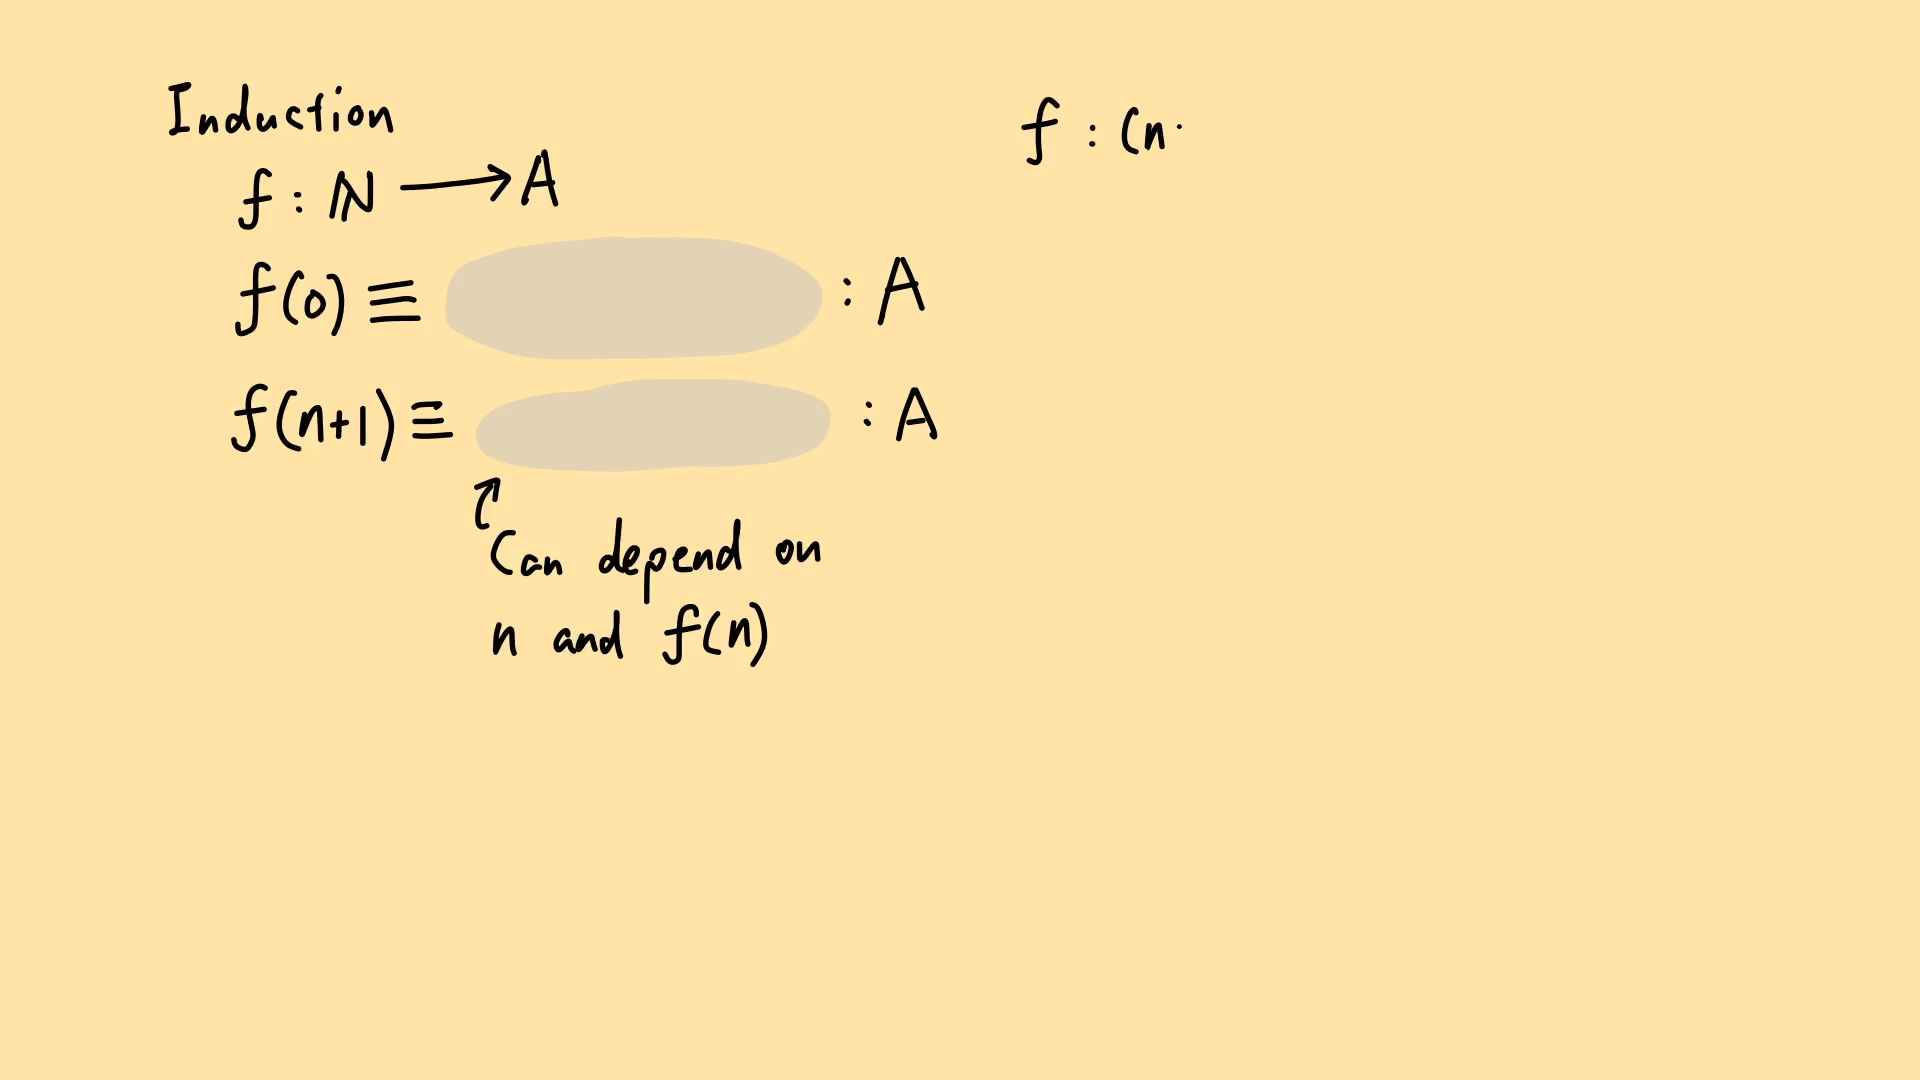 Induction
f : ℕ ⟶ A
f(0) ≡ : A
f(n+1) ≡ : A
Can depend on
n and f(n)
f : (n·